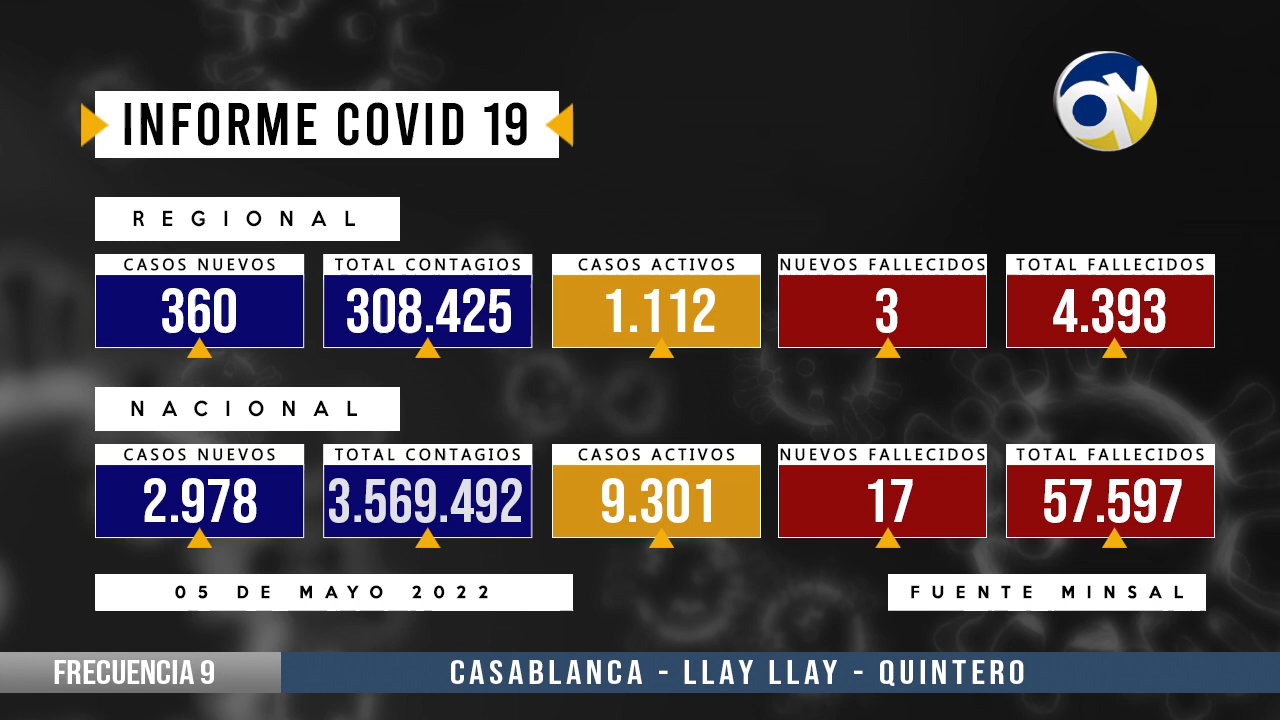 INFORME COVID 19
REGIONAL
CASOS NUEVOS TOTAL CONTAGIOS CASOS ACTIVOS NUEVOS FALLECIDOS TOTAL FALLECIDOS
360 308.425 1.112 3 4.393
NACIONAL
CASOS NUEVOS TOTAL CONTAGIOS CASOS ACTIVOS NUEVOS FALLECIDOS TOTAL FALLECIDOS
2.978 3.569.492 9.301 17 57.597
05 DE MAYO 2022 FUENTE MINSAL
FRECUENCIA 9 CASABLANCA - LLAY LLAY - QUINTERO